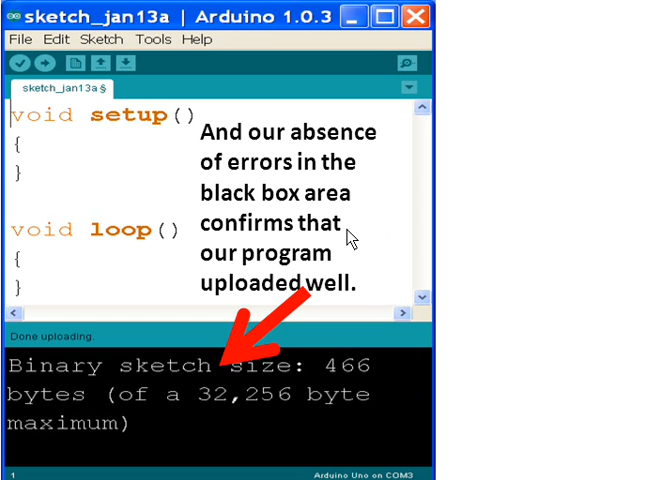 sketch_jan13a | Arduino 1.0.3
File Edit Sketch Tools Help
sketch_jan13a §
void setup()
{
}
void loop()
{
}
And our absence
of errors in the
black box area
confirms that
our program
uploaded well.
Done uploading.
Binary sketch size: 466
bytes (of a 32,256 byte
maximum)
1 Arduino Uno on COM3